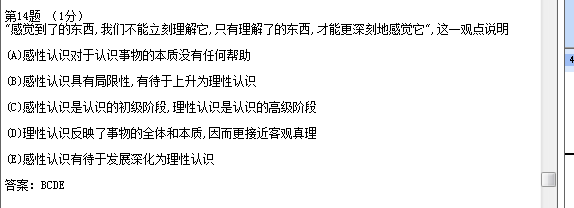 第14题 (1分)
"感觉到了的东西,我们不能立刻理解它,只有理解了的东西,才能更深刻地感觉它",这一观点说明
(A)感性认识对于认识事物的本质没有任何帮助
(B)感性认识具有局限性,有待于上升为理性认识
(C)感性认识是认识的初级阶段,理性认识是认识的高级阶段
(D)理性认识反映了事物的全体和本质,因而更接近客观真理
(E)感性认识有待于发展深化为理性认识
答案: BCDE
4